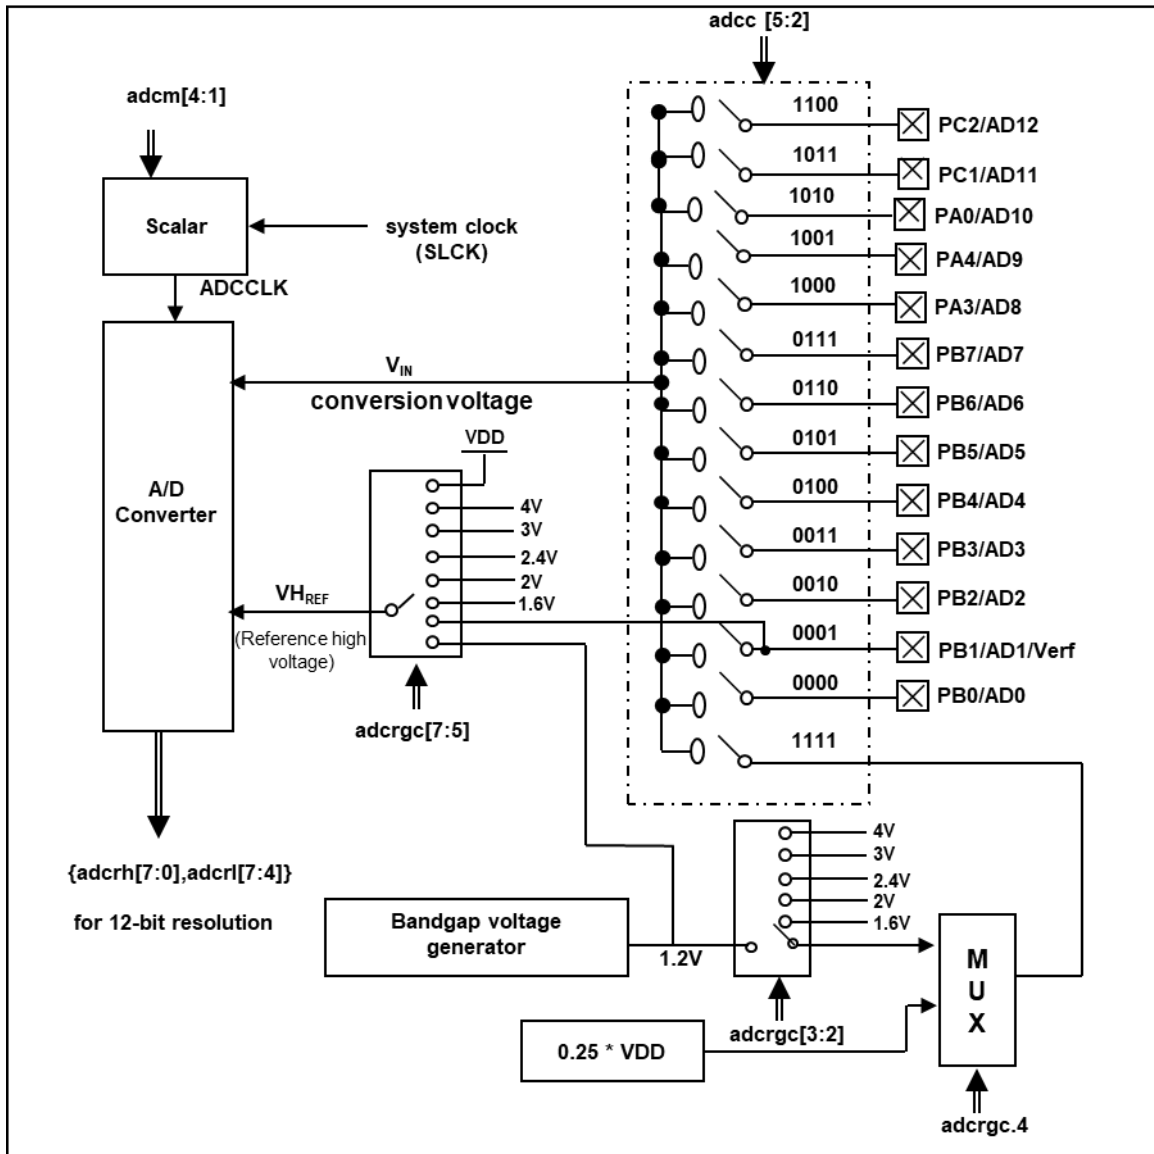 adcc [5:2]
adcm[4:1]
1100
PC2/AD12
1011
PC1/AD11
1010
PA0/AD10
Scalar
system clock
(SLCK)
1001
PA4/AD9
ADCCLK
1000
PA3/AD8
0111
PB7/AD7
VIN
conversion voltage
0110
PB6/AD6
VDD
0101
PB5/AD5
A/D
Converter
0100
PB4/AD4
4V
3V
0011
PB3/AD3
2.4V
2V
0010
PB2/AD2
VHREF
1.6V
(Reference high
voltage)
0001
PB1/AD1/Verf
0000
PB0/AD0
adcrgc[7:5]
1111
4V
3V
2.4V
2V
1.6V
{adcrh[7:0],adcrl[7:4]}
for 12-bit resolution
Bandgap voltage
generator
1.2V
M
U
X
adcrgc[3:2]
0.25 * VDD
adcrgc.4